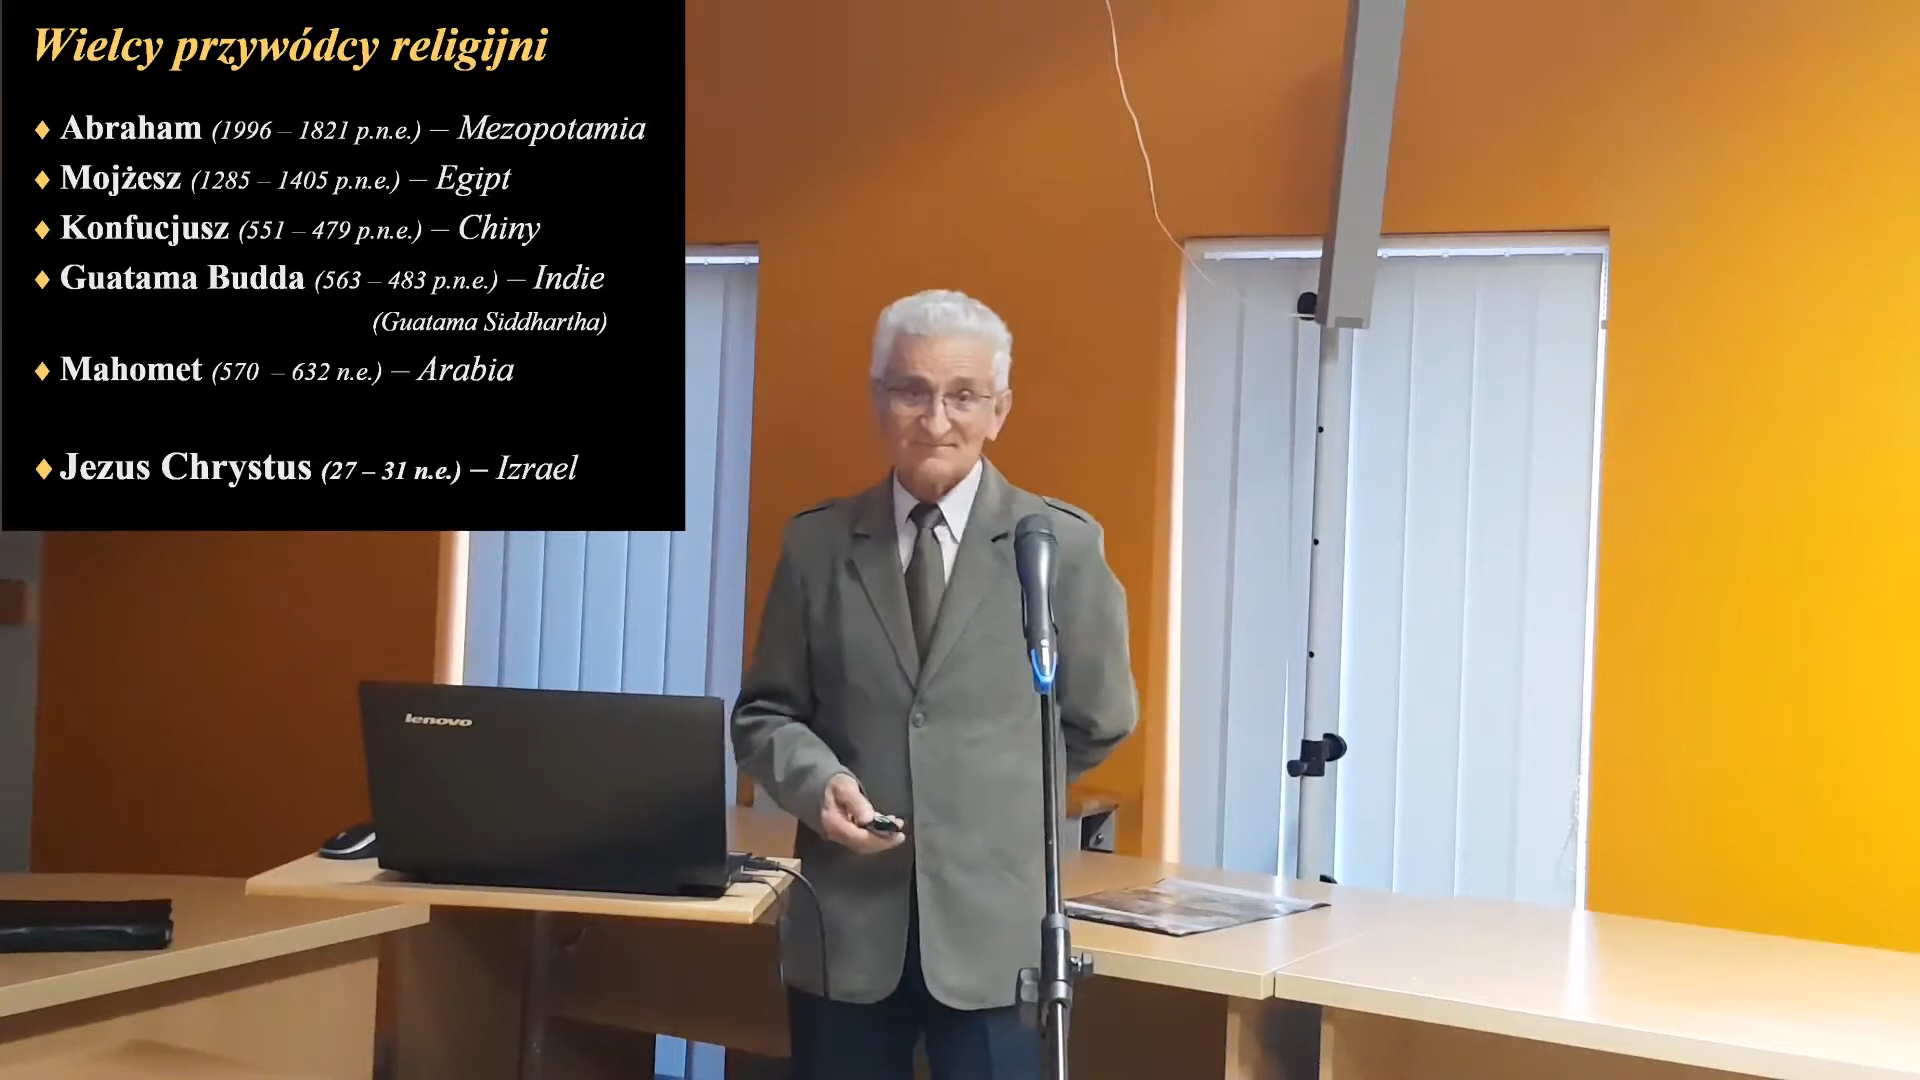 Wielcy przywódcy religijni
♦ Abraham (1996 – 1821 p.n.e.) – Mezopotamia
♦ Mojżesz (1285 – 1405 p.n.e.) – Egipt
♦ Konfucjusz (551 – 479 p.n.e.) – Chiny
♦ Guatama Budda (563 – 483 p.n.e.) – Indie
(Guatama Siddhartha)
♦ Mahomet (570 – 632 n.e.) – Arabia
♦ Jezus Chrystus (27 – 31 n.e.) – Izrael
lenovo